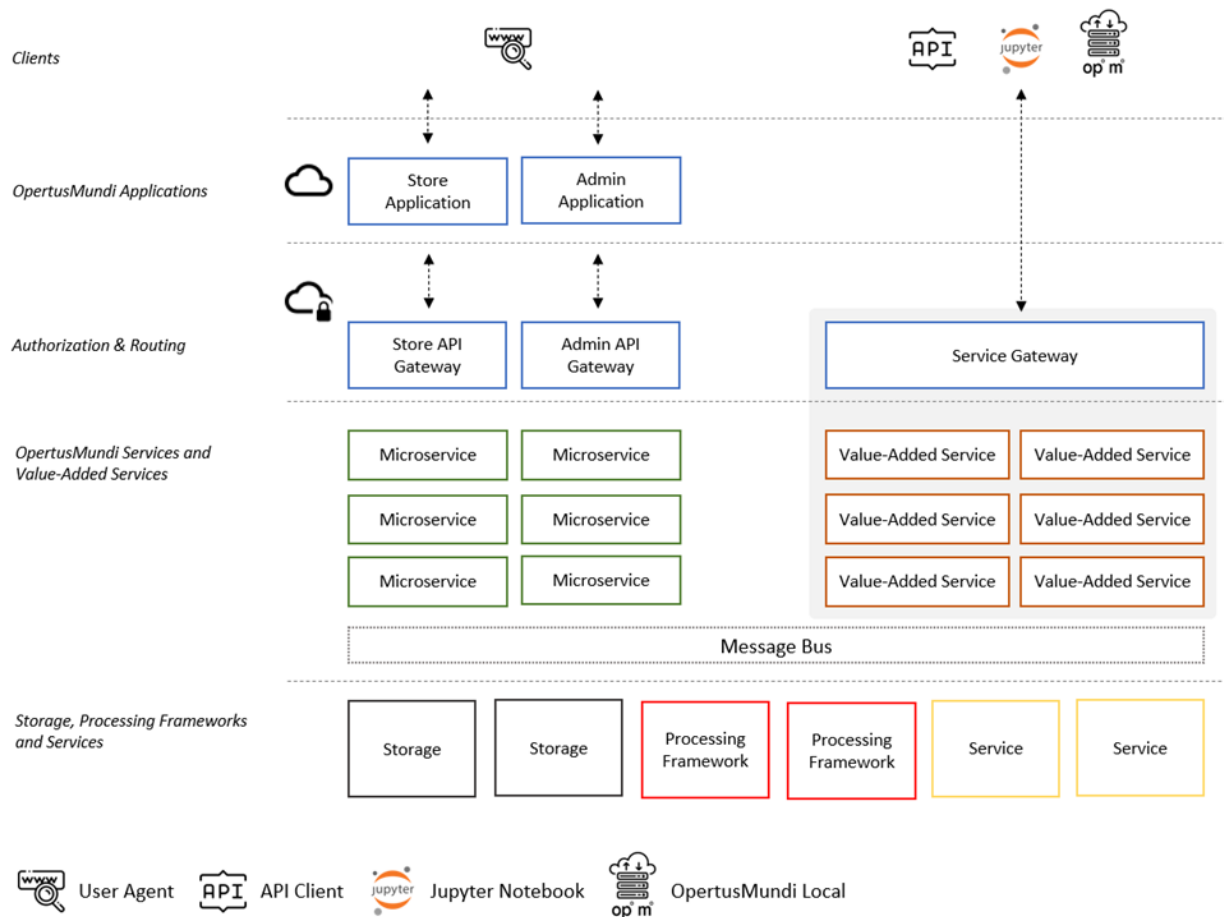 WWW
API
jupyter
op m
Clients
OpertusMundi Applications
Store
Application
Admin
Application
Authorization & Routing
Store API
Gateway
Admin API
Gateway
Service Gateway
OpertusMundi Services and
Value-Added Services
Microservice
Microservice
Value-Added Service
Value-Added Service
Microservice
Microservice
Value-Added Service
Value-Added Service
Microservice
Microservice
Value-Added Service
Value-Added Service
Message Bus
Storage, Processing Frameworks
and Services
Storage
Storage
Processing
Framework
Processing
Framework
Service
Service
WWW
User Agent
API
API Client
jupyter
Jupyter Notebook
op m
OpertusMundi Local